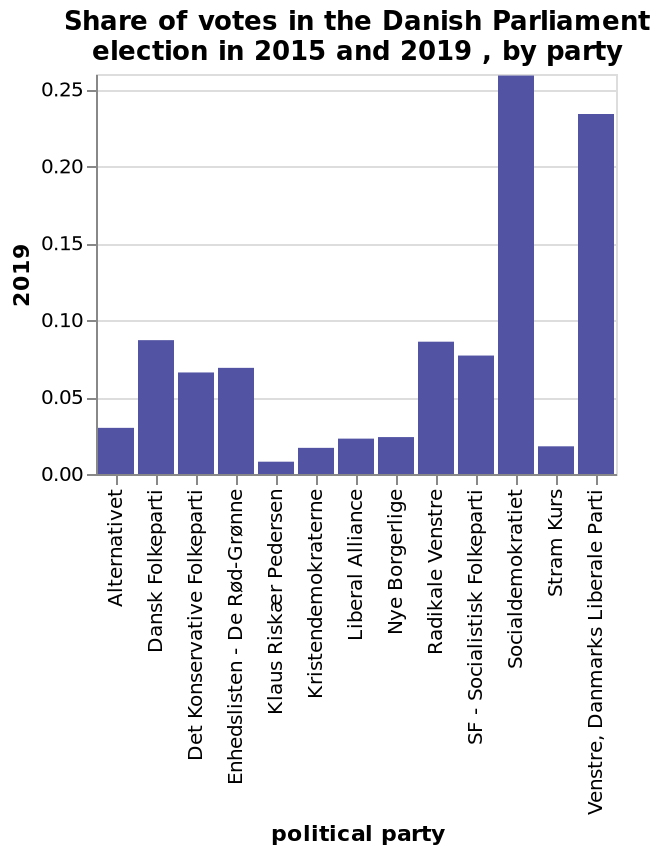 Share of votes in the Danish Parliament
election in 2015 and 2019 , by party
2019
0.25
0.20
0.15
0.10
0.05
0.00
Alternativet
Dansk Folkeparti
Det Konservative Folkeparti
Enhedslisten - De Rød-Grønne
Klaus Riskær Pedersen
Kristendemokraterne
Liberal Alliance
Nye Borgerlige
Radikale Venstre
SF - Socialistisk Folkeparti
Socialdemokratiet
Stram Kurs
Venstre, Danmarks Liberale Parti
political party